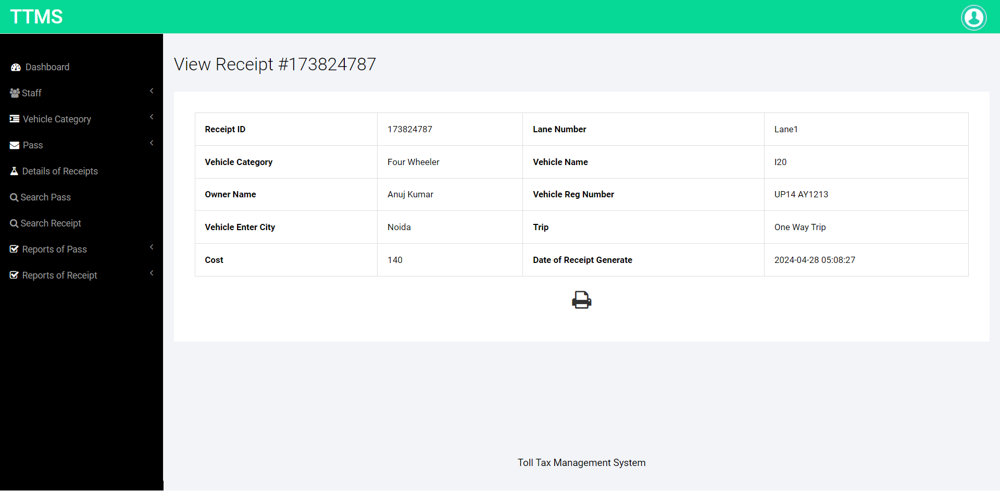 TTMS
Dashboard
Staff
Vehicle Category
Pass
Details of Receipts
Search Pass
Search Receipt
Reports of Pass
Reports of Receipt
View Receipt #173824787
Receipt ID 173824787 Lane Number Lane1
Vehicle Category Four Wheeler Vehicle Name I20
Owner Name Anuj Kumar Vehicle Reg Number UP14 AY1213
Vehicle Enter City Noida Trip One Way Trip
Cost 140 Date of Receipt Generate 2024-04-28 05:08:27
Toll Tax Management System